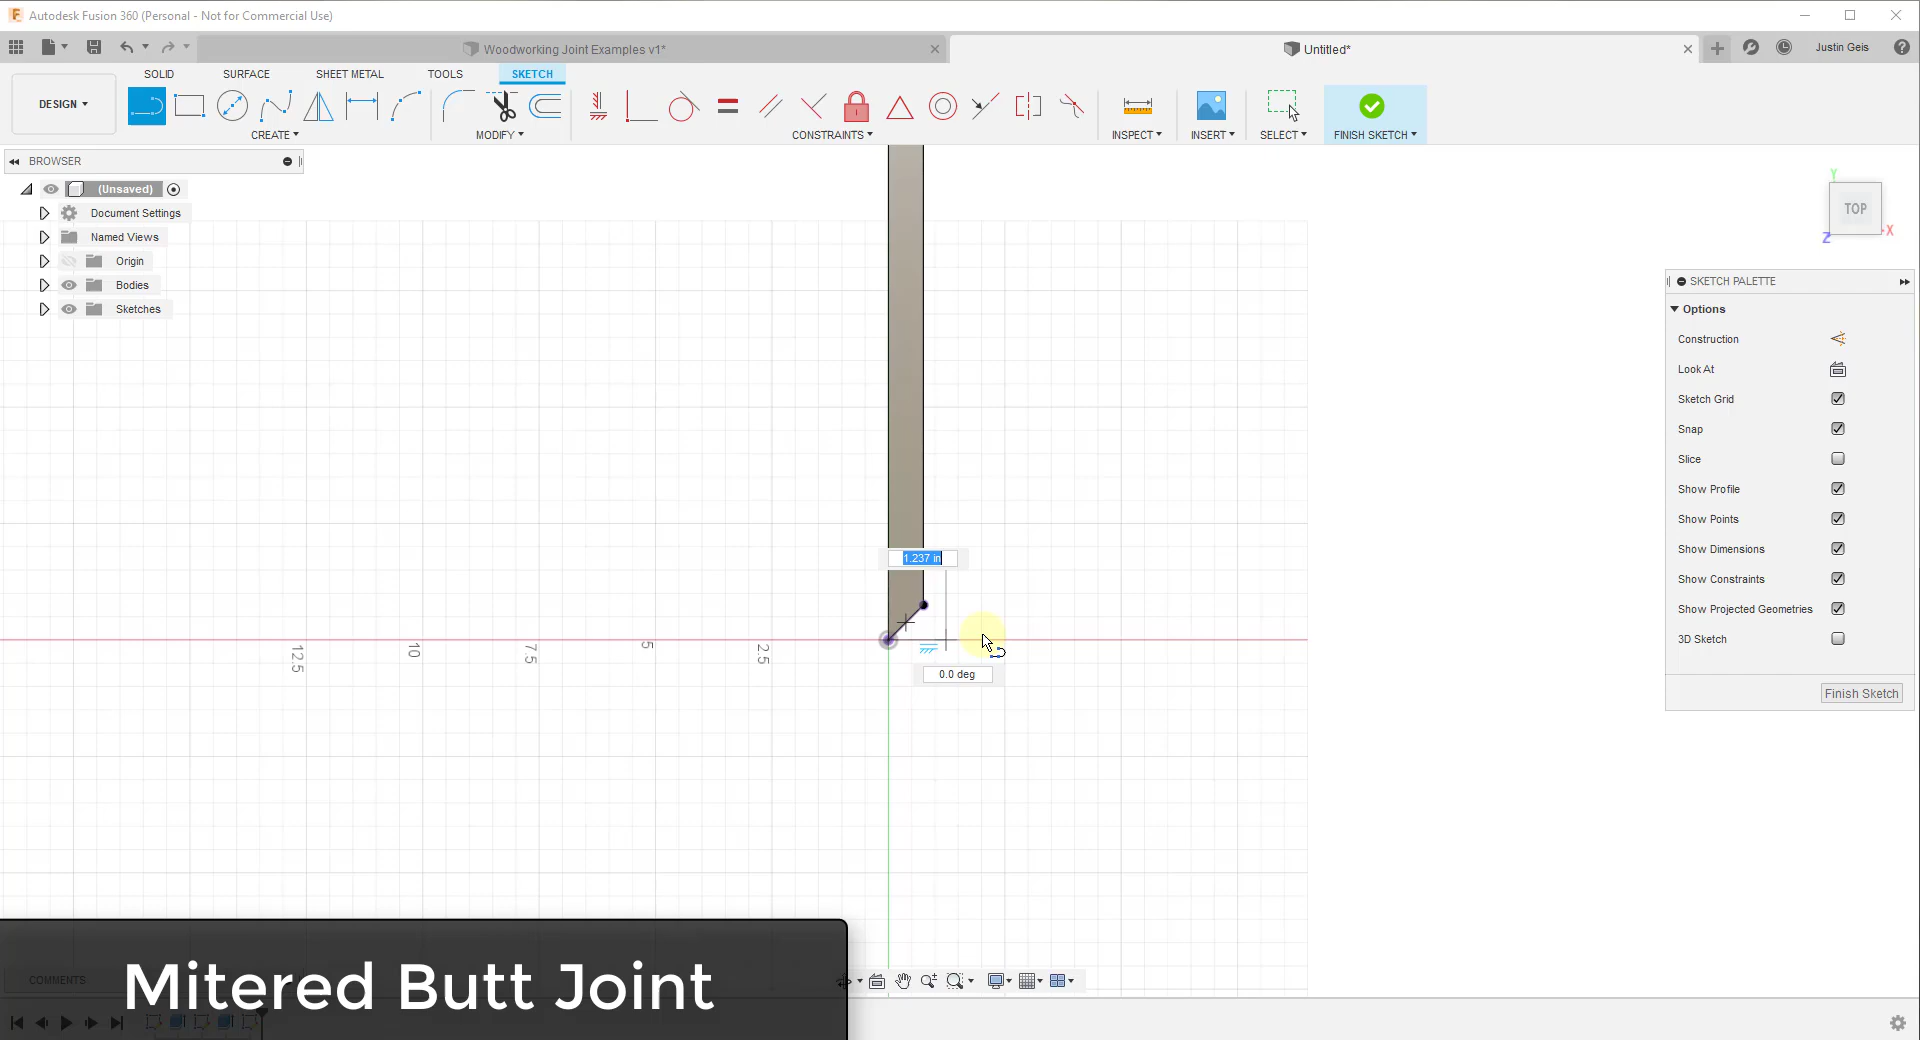 Autodesk Fusion 360 (Personal - Not for Commercial Use)
Woodworking Joint Examples v1*
Untitled*
Justin Geis
SOLID SURFACE SHEET METAL TOOLS SKETCH
DESIGN
CREATE MODIFY CONSTRAINTS INSPECT INSERT SELECT FINISH SKETCH
BROWSER
(Unsaved)
Document Settings
Named Views
Origin
Bodies
Sketches
Y
TOP
X
Z
SKETCH PALETTE
Options
Construction
Look At
Sketch Grid
Snap
Slice
Show Profile
Show Points
Show Dimensions
Show Constraints
Show Projected Geometries
3D Sketch
Finish Sketch
1.237 in
12.5 10 7.5 5 2.5
0.0 deg
COMMENTS
Mitered Butt Joint